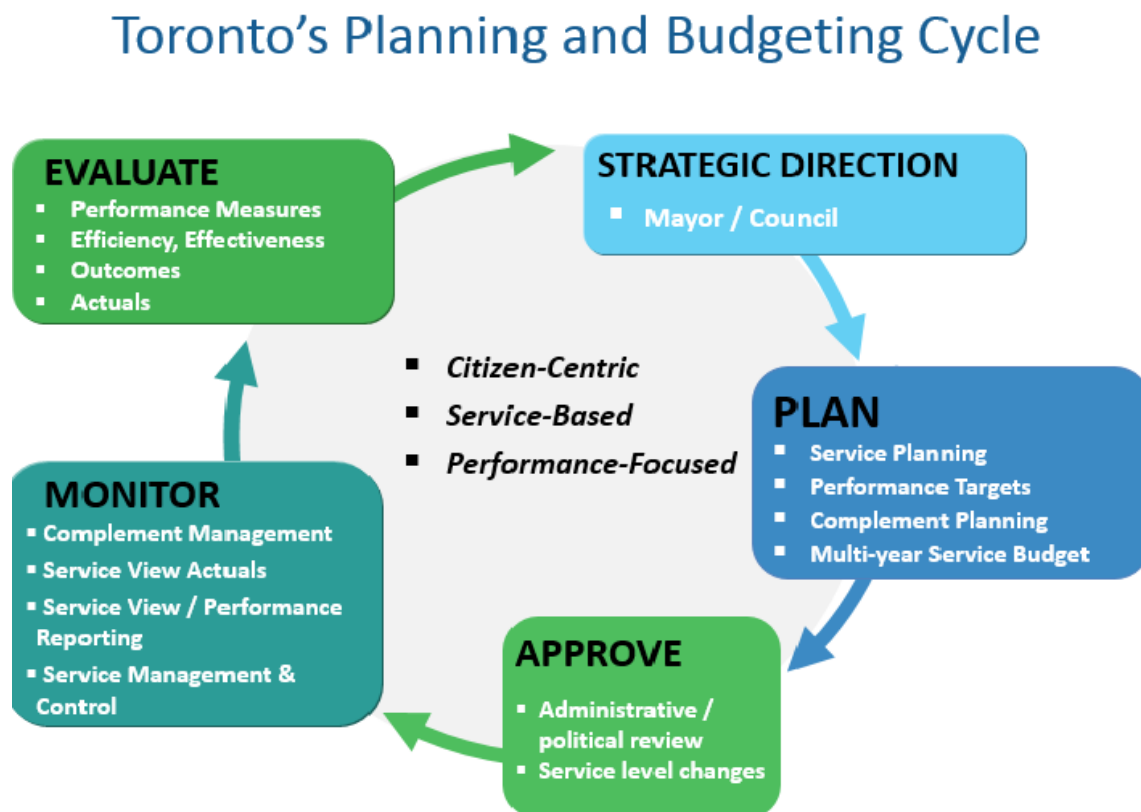 Toronto's Planning and Budgeting Cycle
EVALUATE
▪ Performance Measures
▪ Efficiency, Effectiveness
▪ Outcomes
▪ Actuals
STRATEGIC DIRECTION
▪ Mayor / Council
▪ Citizen-Centric
▪ Service-Based
▪ Performance-Focused
PLAN
▪ Service Planning
▪ Performance Targets
▪ Complement Planning
▪ Multi-year Service Budget
MONITOR
▪ Complement Management
▪ Service View Actuals
▪ Service View / Performance
Reporting
▪ Service Management &
Control
APPROVE
▪ Administrative /
political review
▪ Service level changes